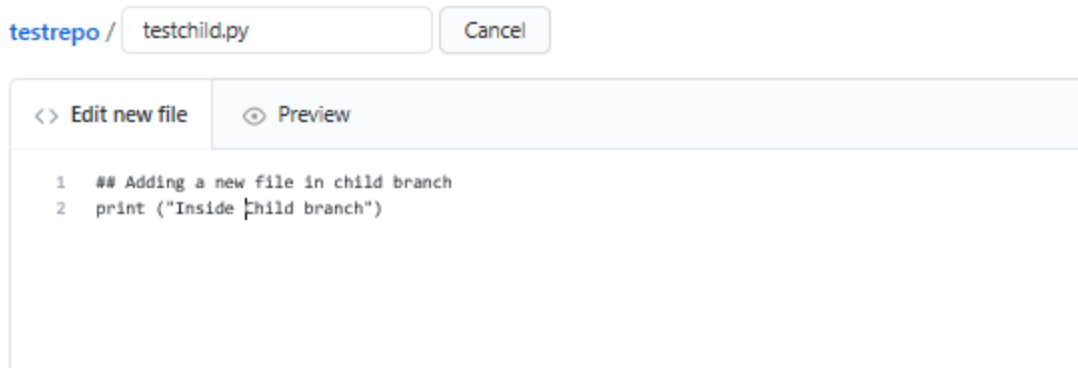 testrepo / testchild.py Cancel
<> Edit new file Preview
1 ## Adding a new file in child branch
2 print ("Inside Child branch")